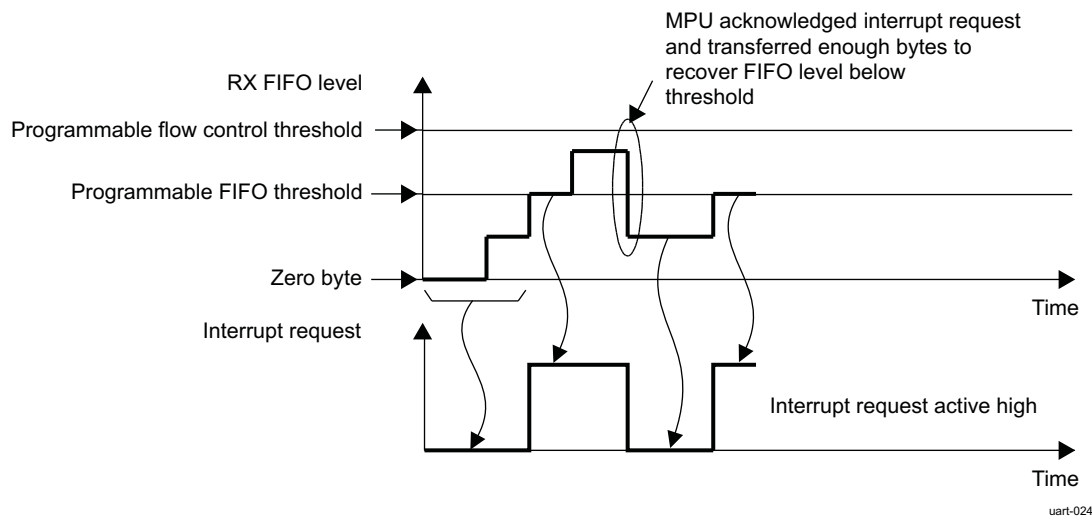 MPU acknowledged interrupt request
and transferred enough bytes to
recover FIFO level below
threshold
RX FIFO level
Programmable flow control threshold
Programmable FIFO threshold
Zero byte
Time
Interrupt request
Interrupt request active high
Time
uart-024